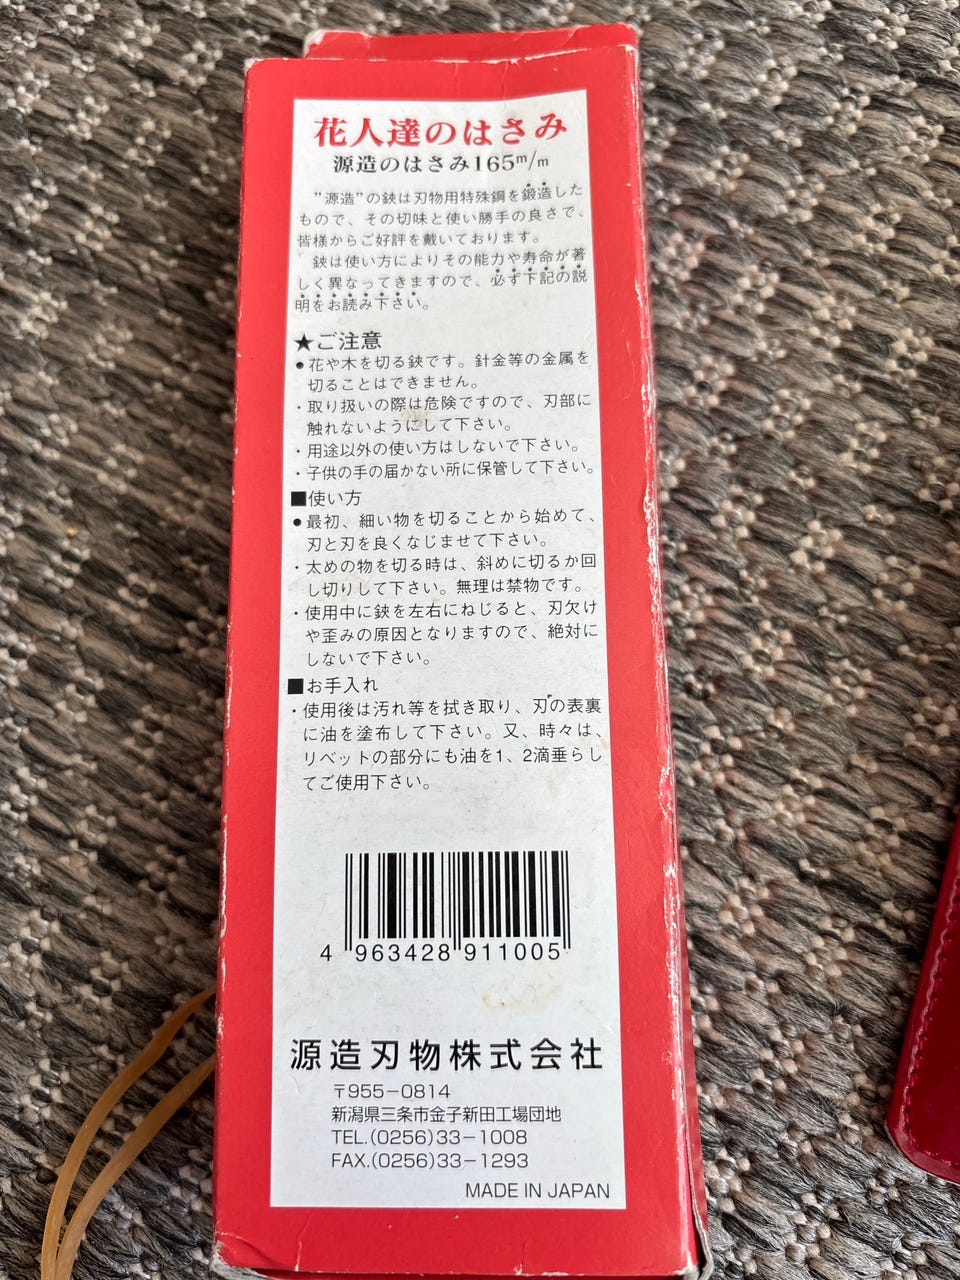 花人達のはさみ
源造のはさみ165m/m
"源造"の鋏は刃物用特殊鋼を鍛造した
もので、その切味と使い勝手の良さで、
皆様からご好評を戴いております。
鋏は使い方によりその能力や寿命が著
しく異なってきますので、必ず下記の説
明をお読み下さい。
★ご注意
●花や木を切る鋏です。針金等の金属を
切ることはできません。
・取り扱いの際は危険ですので、刃部に
触れないようにして下さい。
・用途以外の使い方はしないで下さい。
・子供の手の届かない所に保管して下さい。
■使い方
●最初、細い物を切ることから始めて、
刃と刃を良くなじませて下さい。
・太めの物を切る時は、斜めに切るか回
し切りして下さい。無理は禁物です。
・使用中に鋏を左右にねじると、刃欠け
や歪みの原因となりますので、絶対に
しないで下さい。
■お手入れ
・使用後は汚れ等を拭き取り、刃の表裏
に油を塗布して下さい。又、時々は、
リベットの部分にも油を1、2滴垂らし
てご使用下さい。
4 963428 911005
源造刃物株式会社
〒955-0814
新潟県三条市金子新田工場団地
TEL.(0256)33-1008
FAX.(0256)33-1293
MADE IN JAPAN